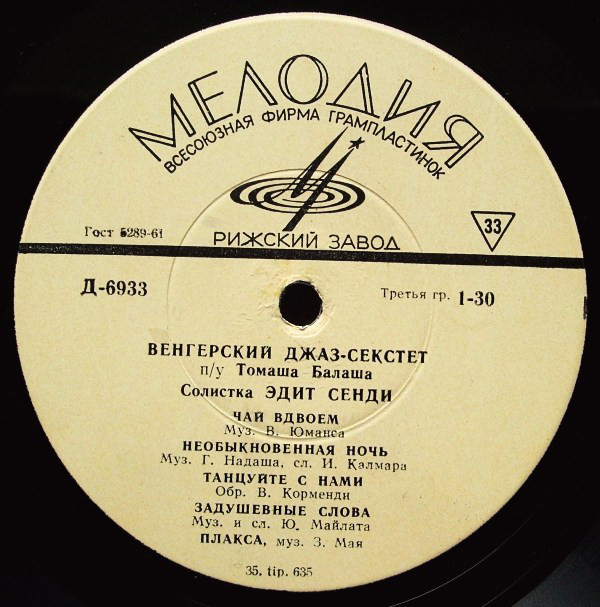 МЕЛОДИЯ
ВСЕСОЮЗНАЯ ФИРМА ГРАМПЛАСТИНОК
Гост 5289-61
РИЖСКИЙ ЗАВОД
33
Д-6933
Третья гр. 1-30
ВЕНГЕРСКИЙ ДЖАЗ-СЕКСТЕТ
п/у Томаша Балаша
Солистка ЭДИТ СЕНДИ
ЧАЙ ВДВОЕМ
Муз. В. Юманса
НЕОБЫКНОВЕННАЯ НОЧЬ
Муз. Г. Надаша, сл. И. Калмара
ТАНЦУЙТЕ С НАМИ
Обр. В. Корменди
ЗАДУШЕВНЫЕ СЛОВА
Муз. и сл. Ю. Майлата
ПЛАКСА, муз. З. Мая
35. tip. 635